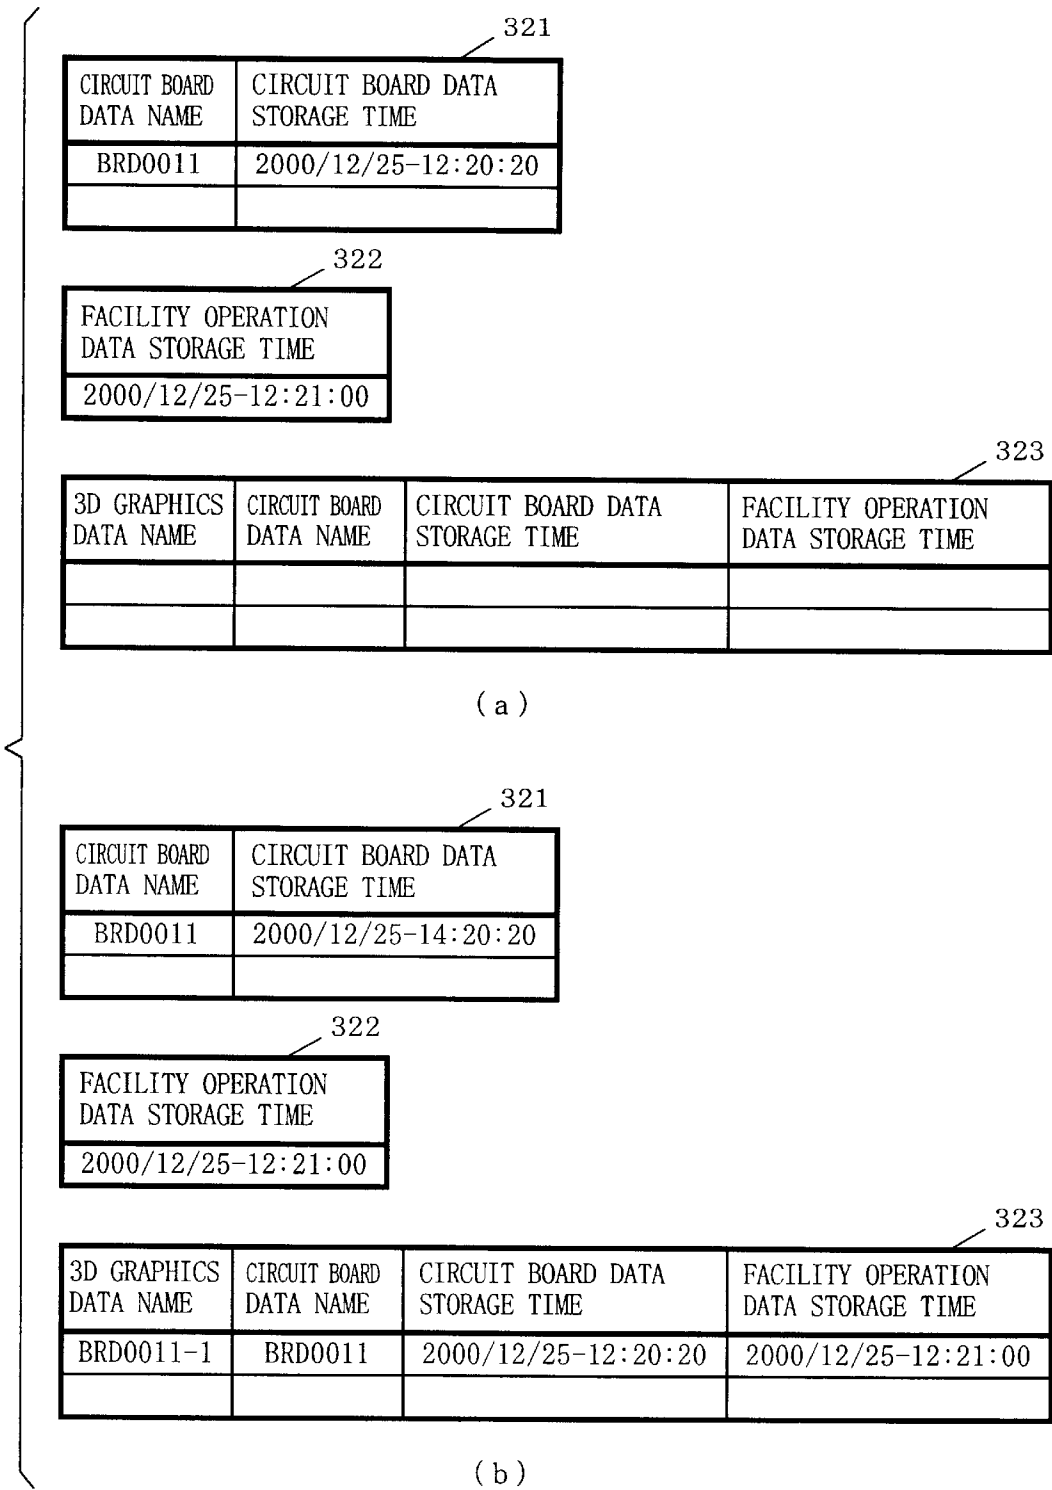 321
CIRCUIT BOARD DATA NAME
CIRCUIT BOARD DATA STORAGE TIME
BRD0011 2000/12/25-12:20:20
322
FACILITY OPERATION
DATA STORAGE TIME
2000/12/25-12:21:00
323
3D GRAPHICS DATA NAME
CIRCUIT BOARD DATA NAME
CIRCUIT BOARD DATA STORAGE TIME
FACILITY OPERATION DATA STORAGE TIME
(a)
321
CIRCUIT BOARD DATA NAME
CIRCUIT BOARD DATA STORAGE TIME
BRD0011 2000/12/25-14:20:20
322
FACILITY OPERATION
DATA STORAGE TIME
2000/12/25-12:21:00
323
3D GRAPHICS DATA NAME
CIRCUIT BOARD DATA NAME
CIRCUIT BOARD DATA STORAGE TIME
FACILITY OPERATION DATA STORAGE TIME
BRD0011-1 BRD0011 2000/12/25-12:20:20 2000/12/25-12:21:00
(b)